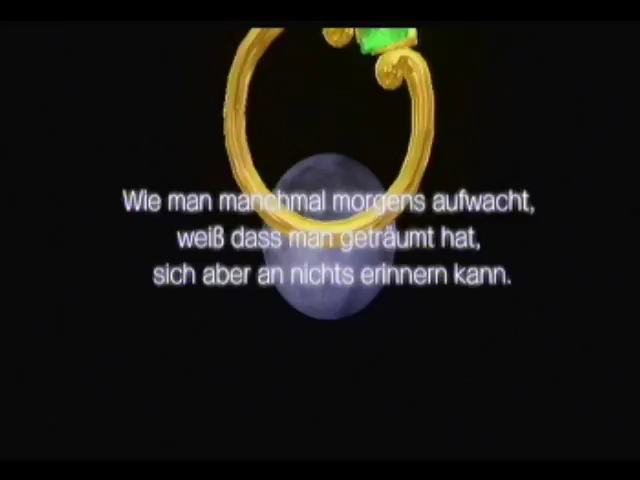 Wie man manchmal morgens aufwacht,
weiß dass man geträumt hat,
sich aber an nichts erinnern kann.